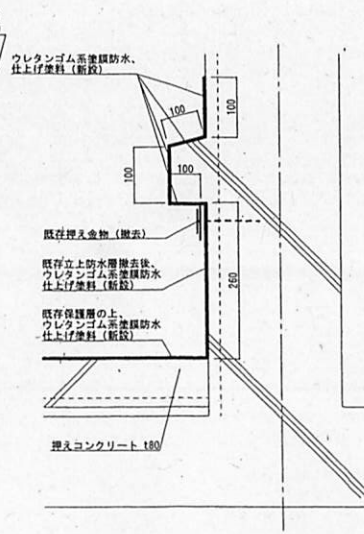 ウレタンゴム系塗膜防水、
仕上げ塗料（新設）
100
100
100
100
既存押え金物（撤去）
既存立上防水層撤去後、
ウレタンゴム系塗膜防水
仕上げ塗料（新設）
260
既存保護層の上、
ウレタンゴム系塗膜防水
仕上げ塗料（新設）
押えコンクリート t80